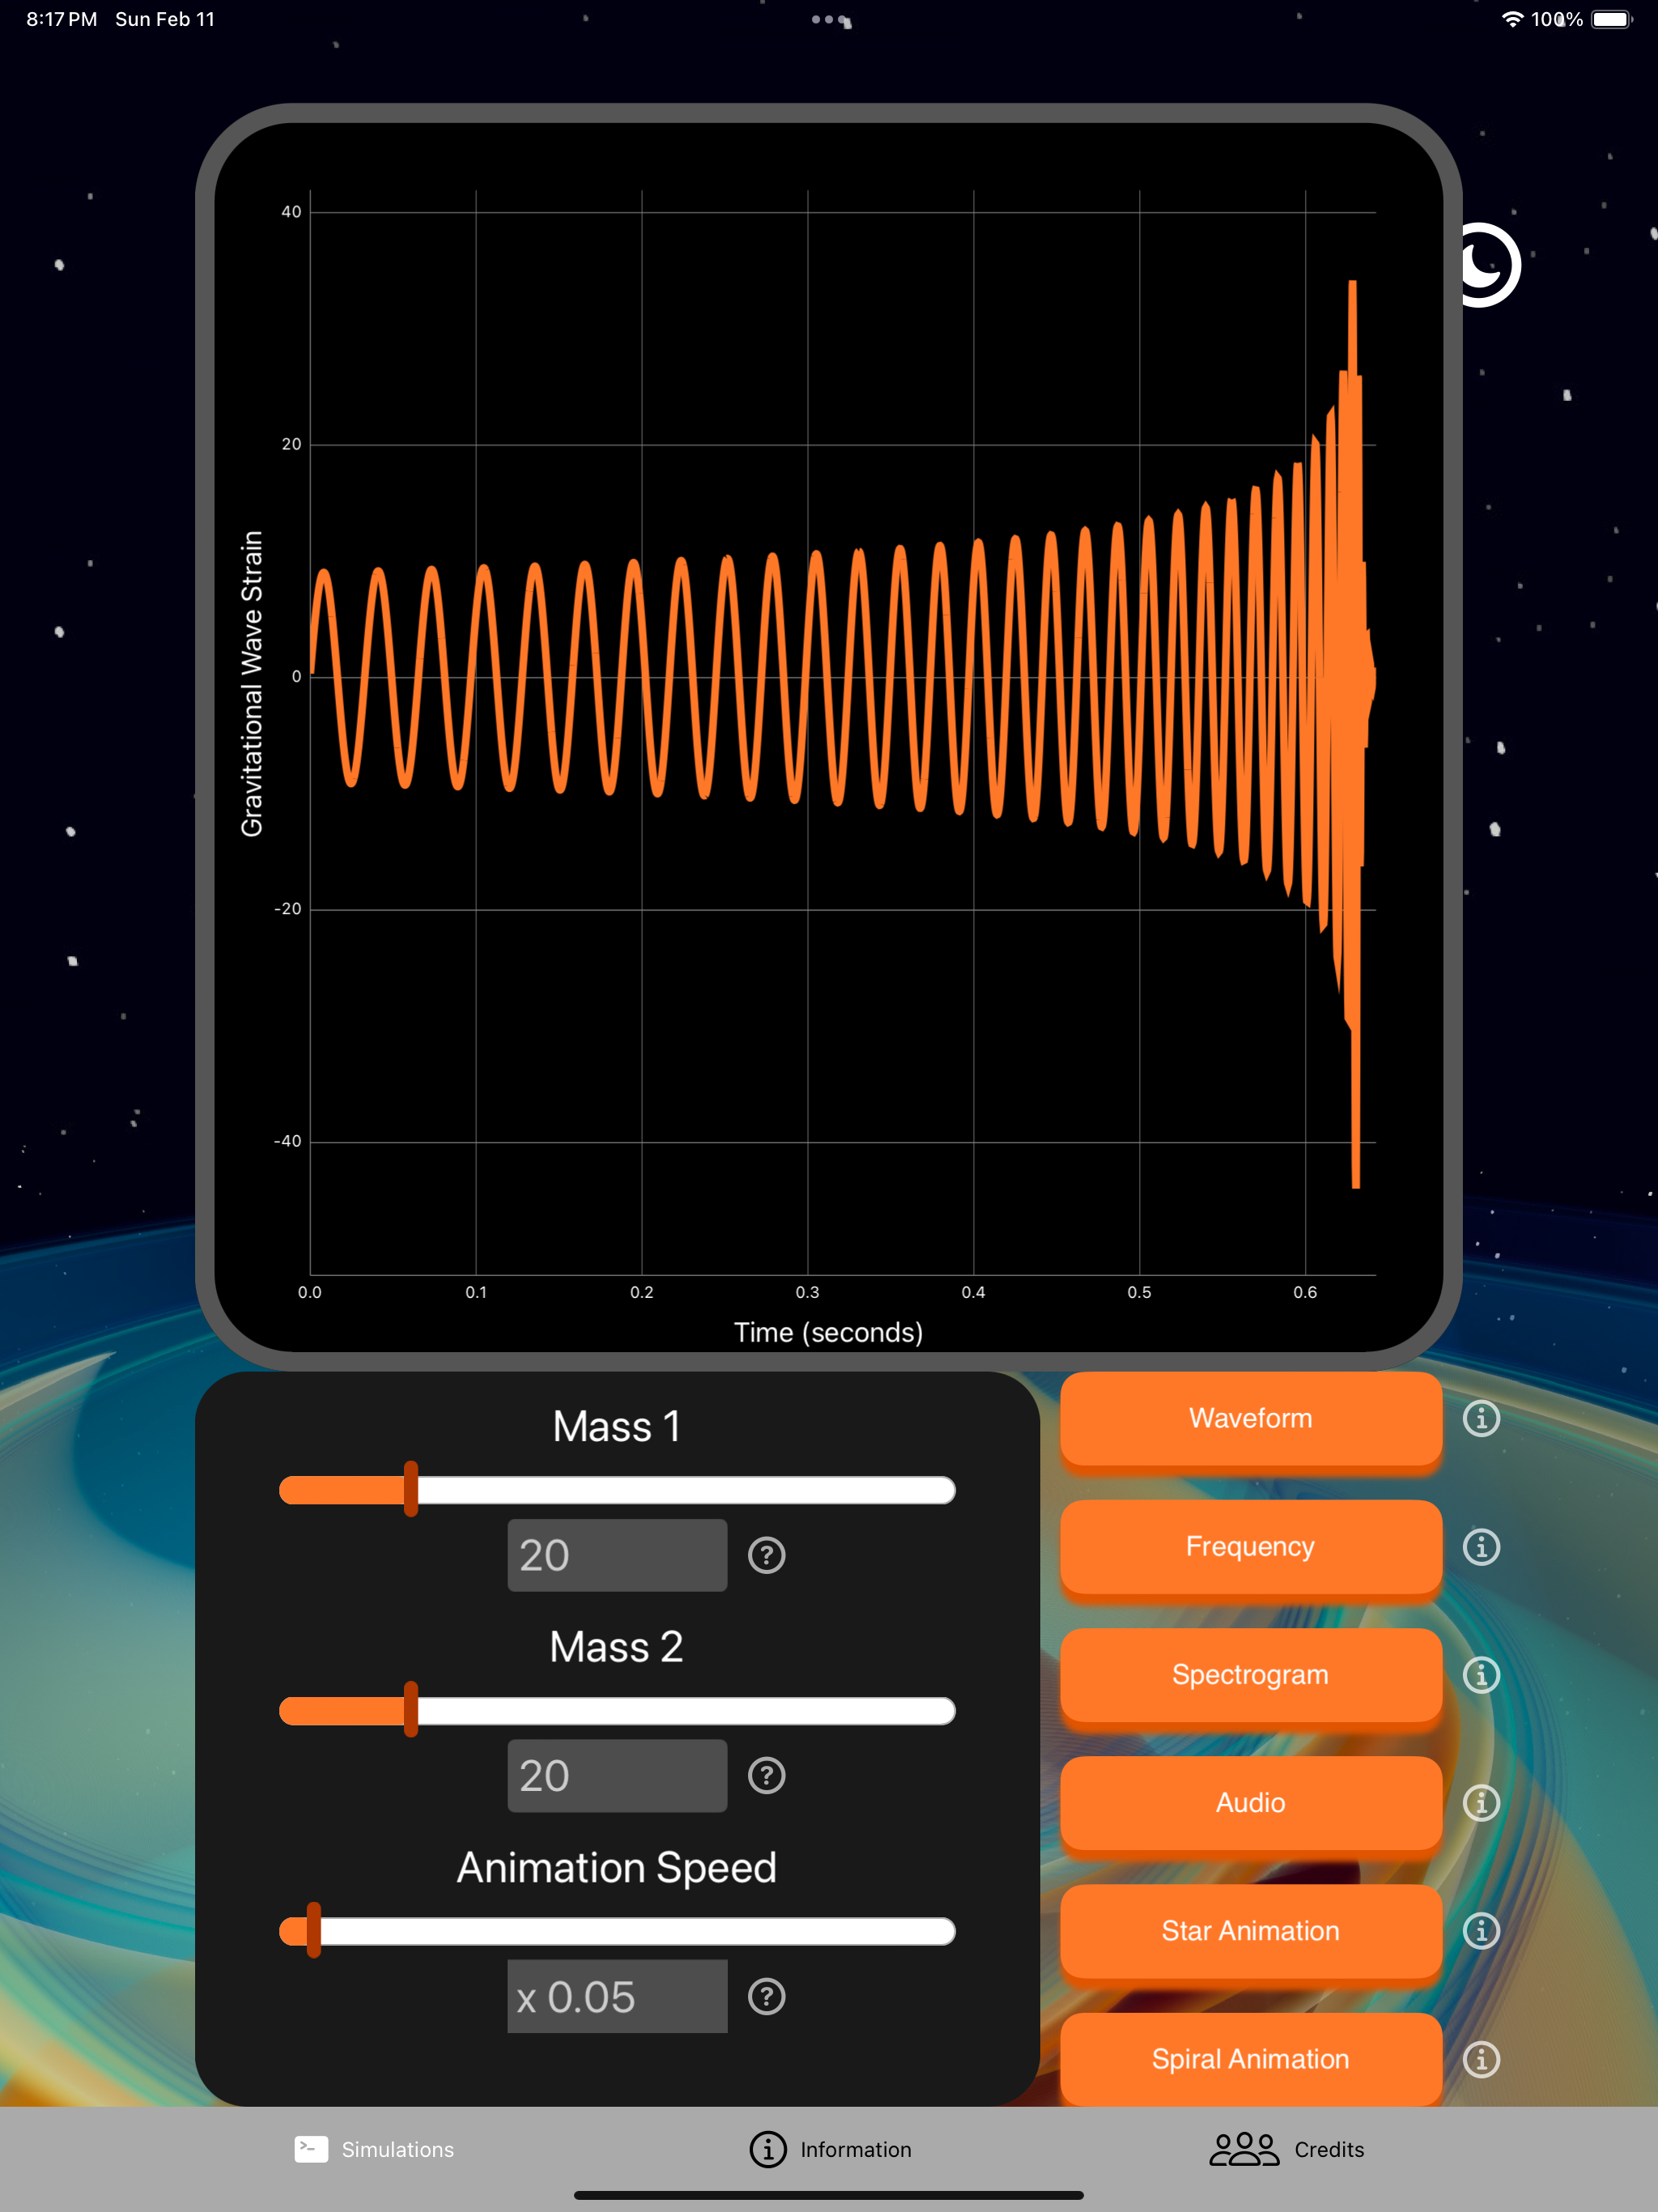 8:17 PM Sun Feb 11
100%
40
20
0
-20
-40
Gravitational Wave Strain
0.0 0.1 0.2 0.3 0.4 0.5 0.6
Time (seconds)
Mass 1
20
?
Mass 2
20
?
Animation Speed
x 0.05
?
Waveform
Frequency
Spectrogram
Audio
Star Animation
Spiral Animation
Simulations
Information
Credits